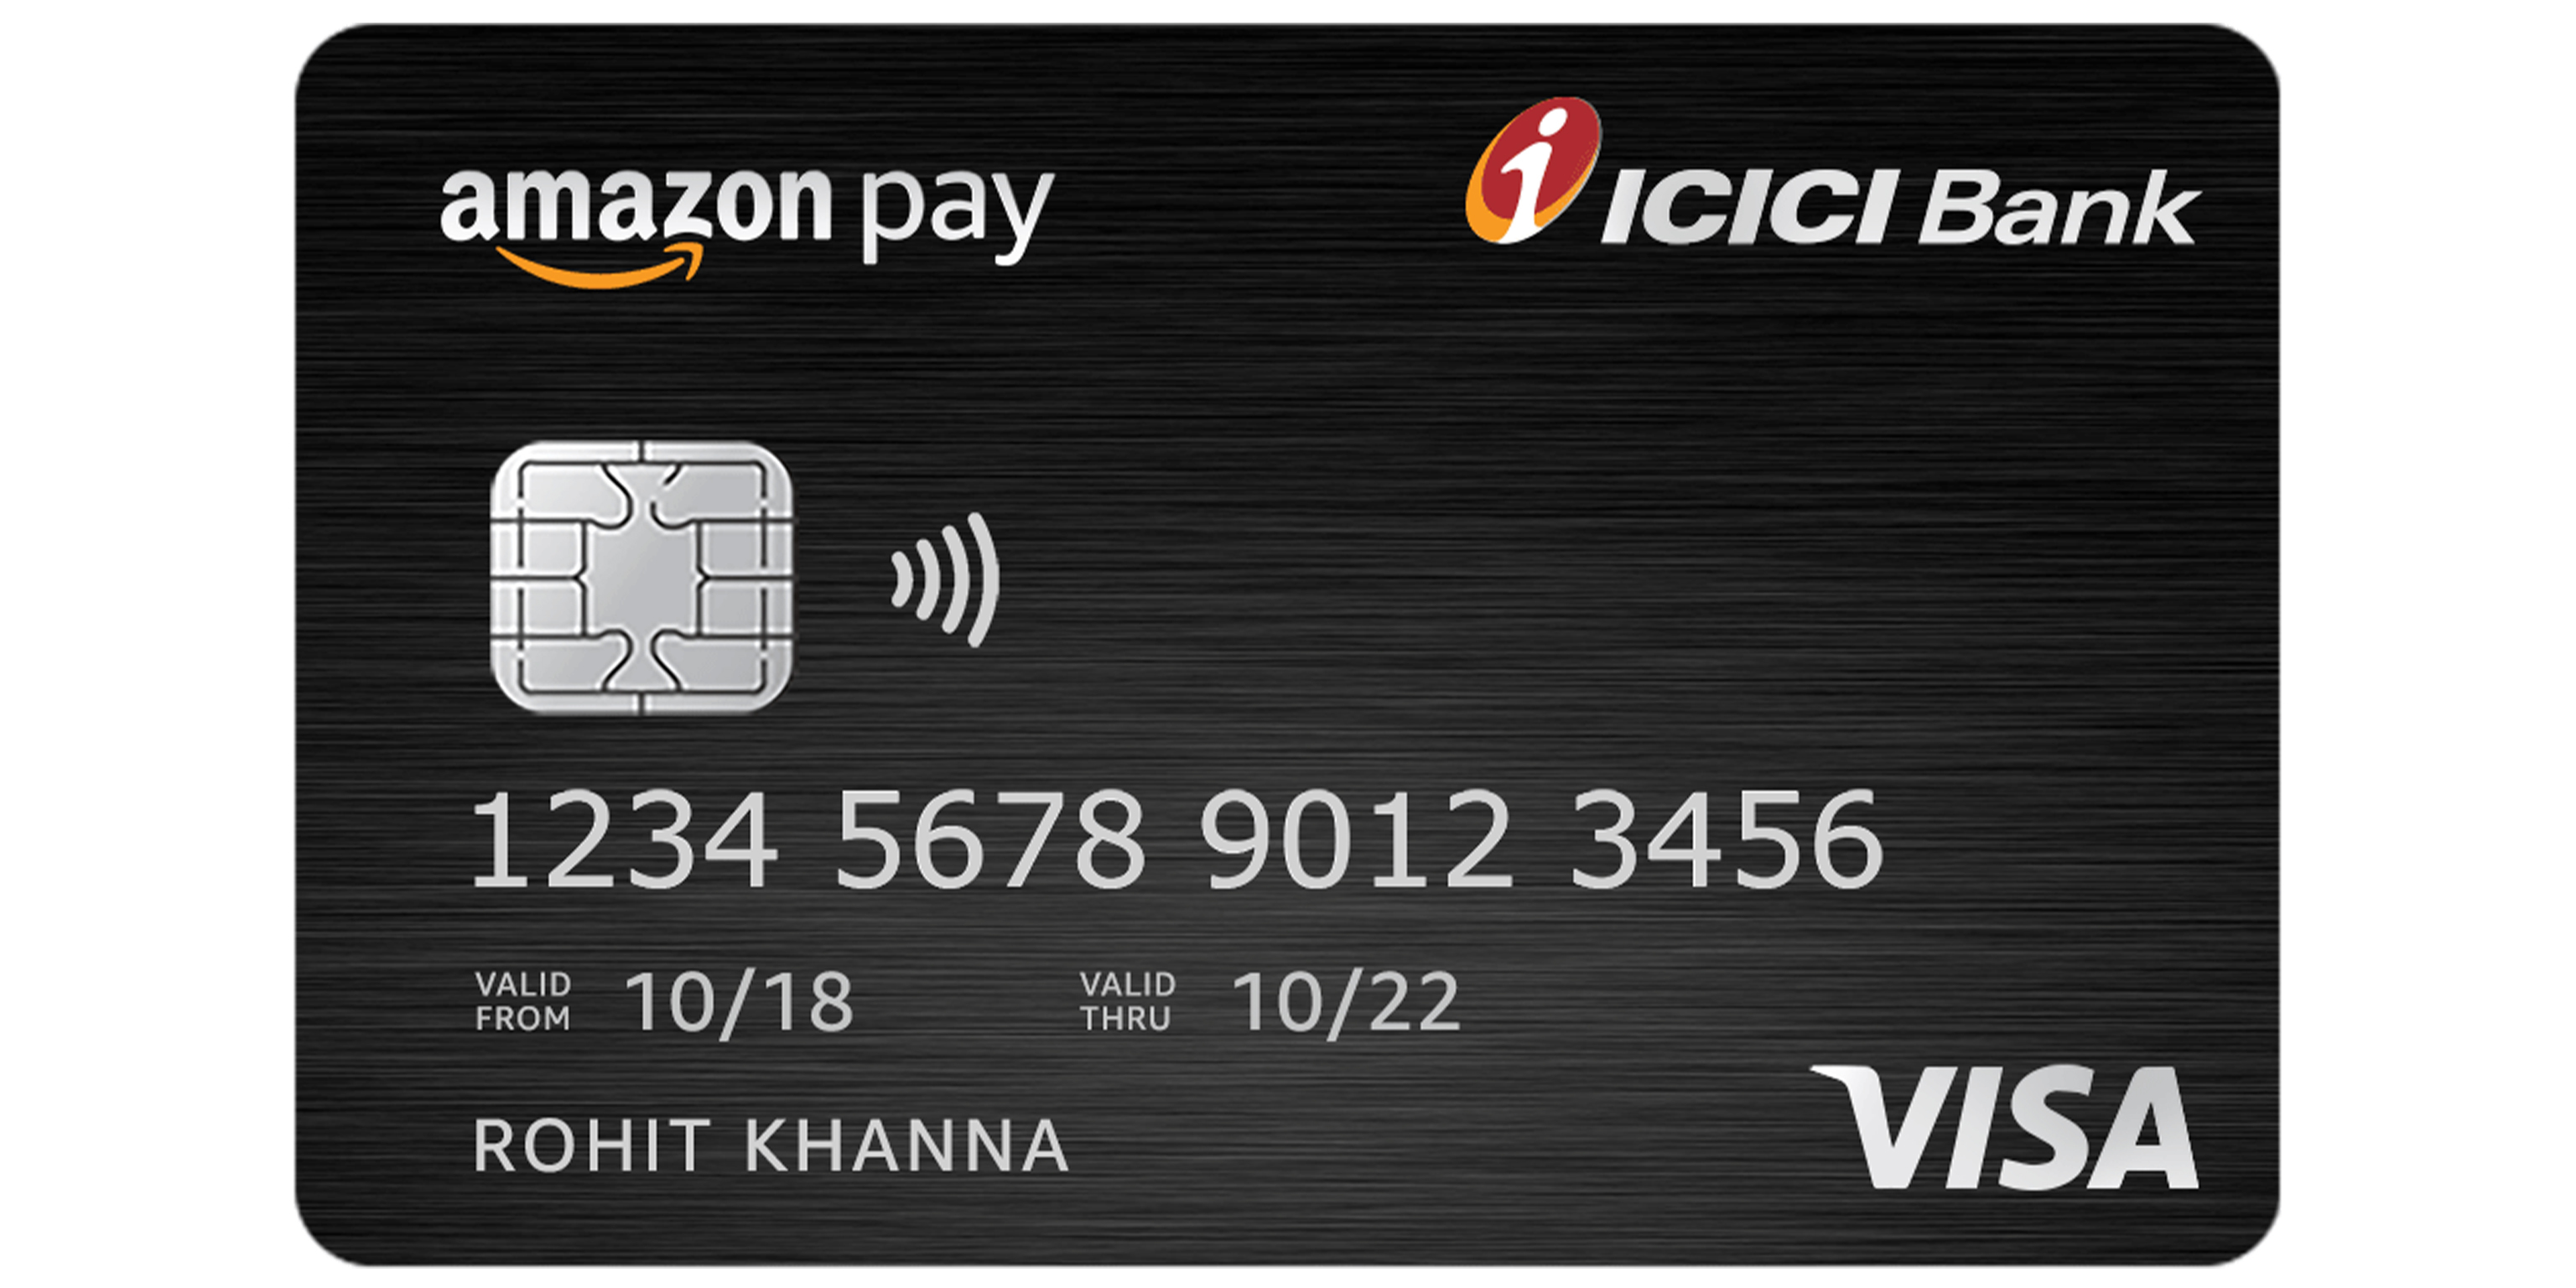 amazon pay
ICICI Bank
1234 5678 9012 3456
VALID FROM 10/18 VALID THRU 10/22
ROHIT KHANNA
VISA